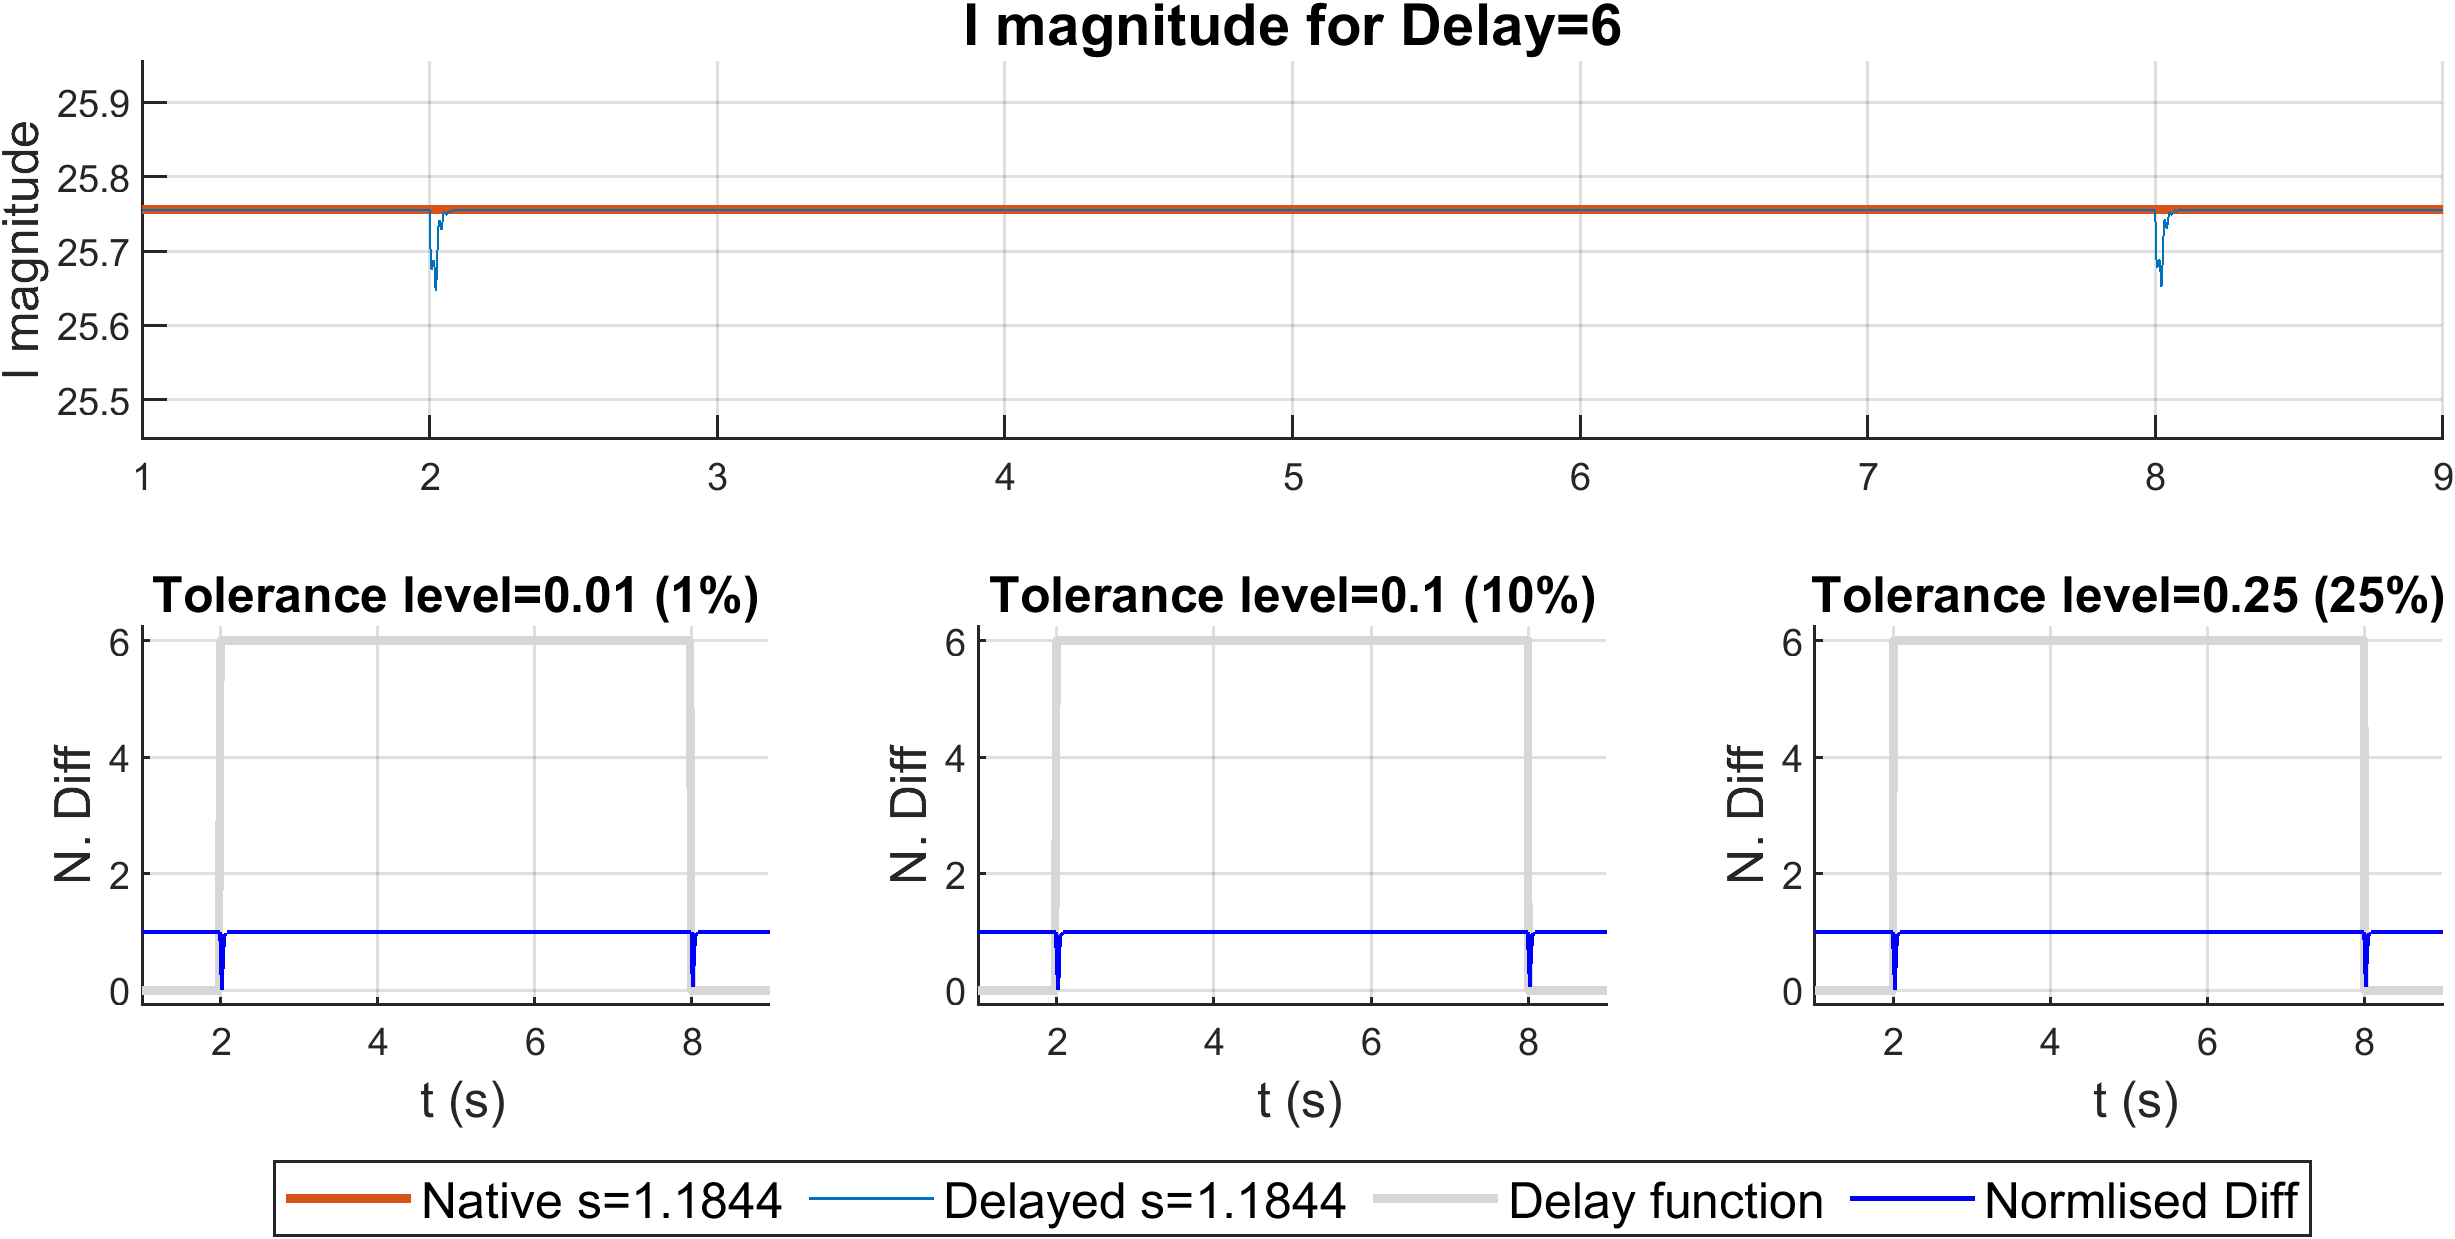 I magnitude for Delay=6
I magnitude
25.9
25.8
25.7
25.6
25.5
1 2 3 4 5 6 7 8 9
Tolerance level=0.01 (1%)
N. Diff
6
4
2
0
2 4 6 8
t (s)
Tolerance level=0.1 (10%)
N. Diff
6
4
2
0
2 4 6 8
t (s)
Tolerance level=0.25 (25%)
N. Diff
6
4
2
0
2 4 6 8
t (s)
Native s=1.1844 Delayed s=1.1844 Delay function Normlised Diff